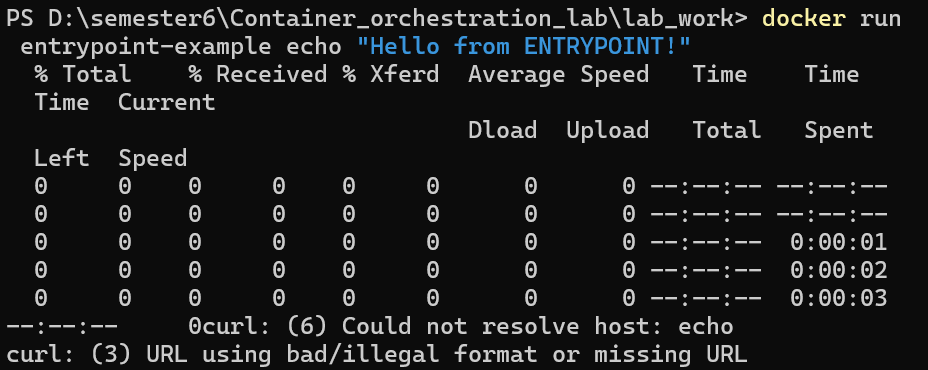 PS D:\semester6\Container_orchestration_lab\lab_work> docker run
 entrypoint-example echo "Hello from ENTRYPOINT!"
  % Total    % Received % Xferd  Average Speed   Time    Time
  Time  Current
                                 Dload  Upload   Total   Spent
  Left  Speed
  0     0    0     0    0     0      0      0 --:--:-- --:--:--
  0     0    0     0    0     0      0      0 --:--:-- --:--:--
  0     0    0     0    0     0      0      0 --:--:--  0:00:01
  0     0    0     0    0     0      0      0 --:--:--  0:00:02
  0     0    0     0    0     0      0      0 --:--:--  0:00:03
--:--:--     0curl: (6) Could not resolve host: echo
curl: (3) URL using bad/illegal format or missing URL